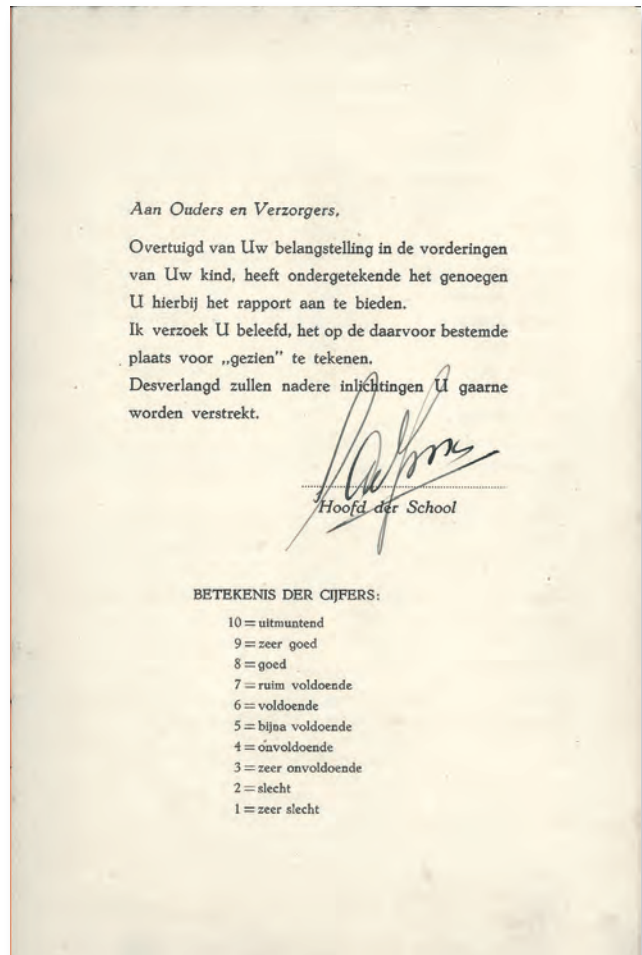 Aan Ouders en Verzorgers,
Overtuigd van Uw belangstelling in de vorderingen
van Uw kind, heeft ondergetekende het genoegen
U hierbij het rapport aan te bieden.
Ik verzoek U beleefd, het op de daarvoor bestemde
plaats voor „gezien” te tekenen.
Desverlangd zullen nadere inlichtingen U gaarne
worden verstrekt.
Hoofd der School
BETEKENIS DER CIJFERS:
10 = uitmuntend
9 = zeer goed
8 = goed
7 = ruim voldoende
6 = voldoende
5 = bijna voldoende
4 = onvoldoende
3 = zeer onvoldoende
2 = slecht
1 = zeer slecht